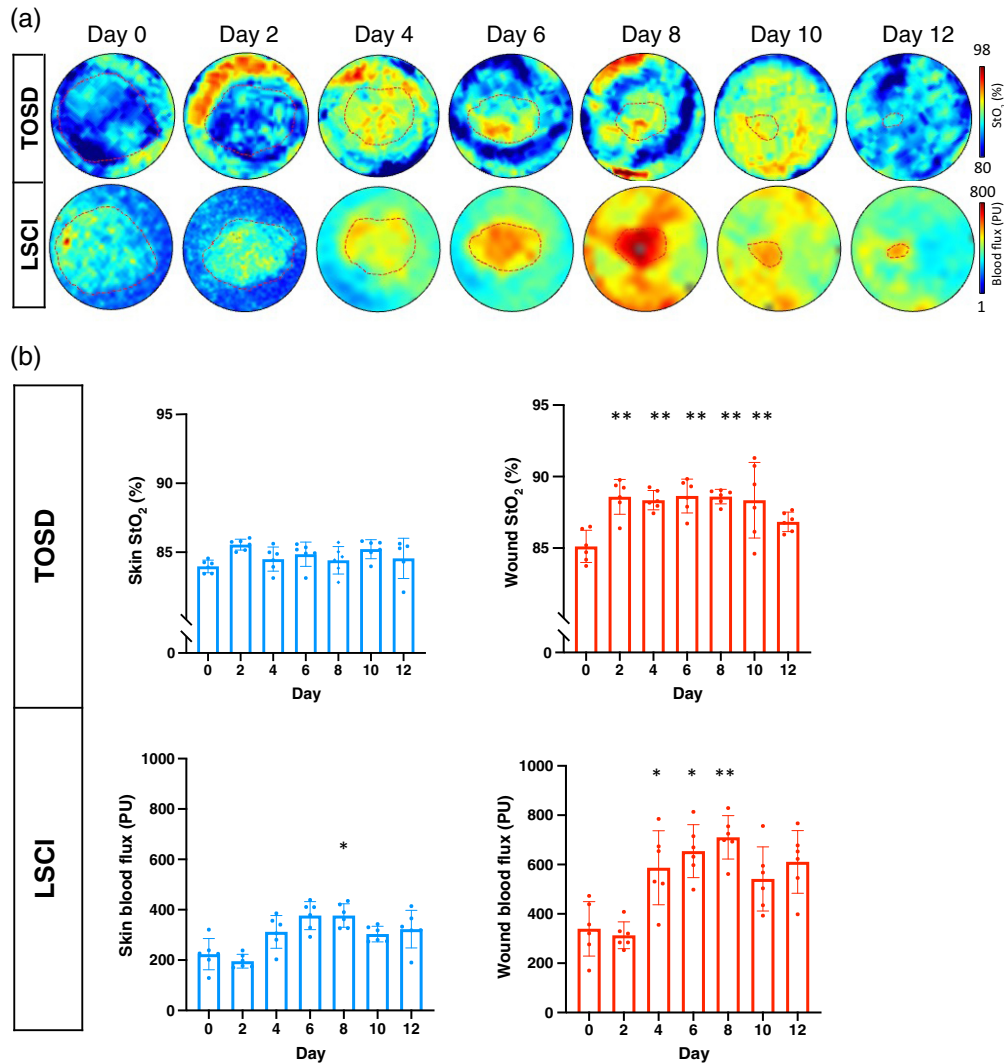 (a)
Day 0 Day 2 Day 4 Day 6 Day 8 Day 10 Day 12
TOSD
98
StO2 (%)
80
LSCI
800
Blood flux (PU)
1
(b)
TOSD
95
90
85
0
Skin StO2 (%)
0 2 4 6 8 10 12
Day
** ** ** ** **
95
90
85
0
Wound StO2 (%)
0 2 4 6 8 10 12
Day
LSCI
1000
800
600
400
200
0
Skin blood flux (PU)
*
0 2 4 6 8 10 12
Day
1000
800
600
400
200
0
Wound blood flux (PU)
* * **
0 2 4 6 8 10 12
Day